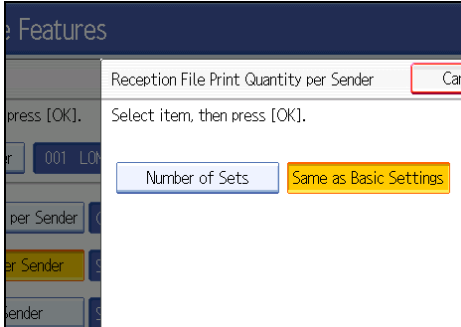 Features
Reception File Print Quantity per Sender
press [OK].
Select item, then press [OK].
001 LON
Number of Sets
Same as Basic Settings
per Sender
er Sender
Sender